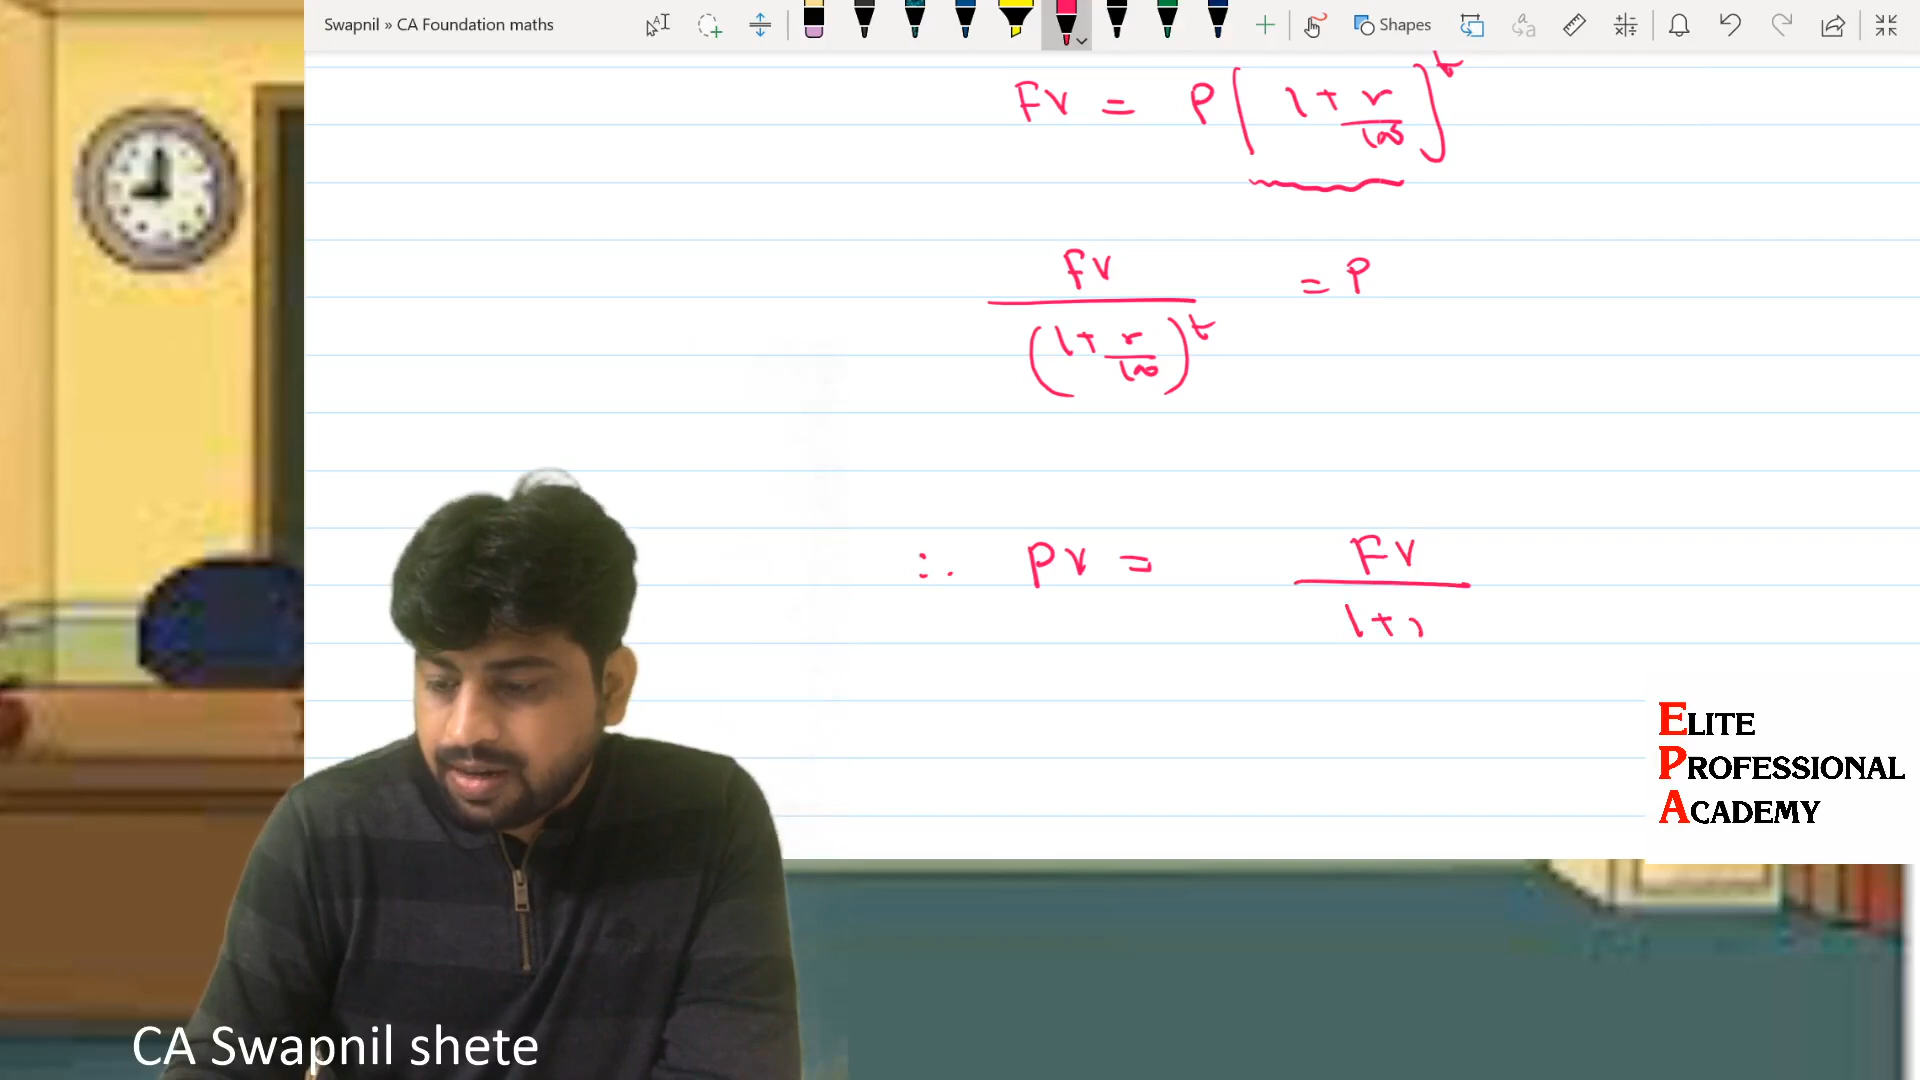 Swapnil » CA Foundation maths
Shapes
FV = P [ 1 + r/100 ]^t
FV / ( 1 + r/100 )^t = P
∴ PV = FV / 1+
ELITE
PROFESSIONAL
ACADEMY
CA Swapnil shete